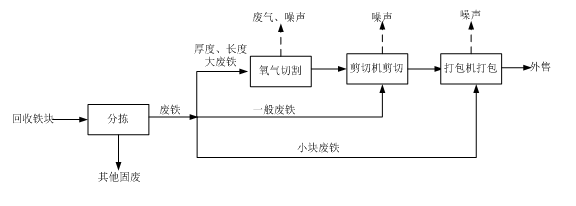 废气、噪声
噪声
噪声
厚度、长度
大废铁
氧气切割
剪切机剪切
打包机打包
外售
回收铁块
分拣
废铁
一般废铁
小块废铁
其他固废